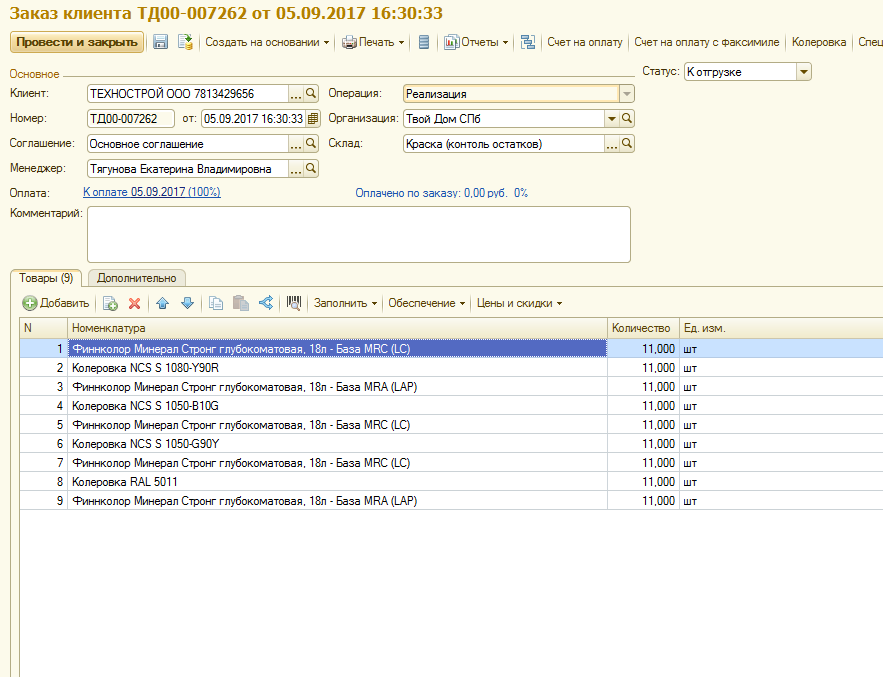 Заказ клиента ТД00-007262 от 05.09.2017 16:30:33
Провести и закрыть Создать на основании Печать Отчеты Счет на оплату Счет на оплату с факсимиле Колеровка Спец
Основное Статус: К отгрузке
Клиент: ТЕХНОСТРОЙ ООО 7813429656 ... Операция: Реализация
Номер: ТД00-007262 от: 05.09.2017 16:30:33 Организация: Твой Дом СПб
Соглашение: Основное соглашение ... Склад: Краска (контоль остатков) ...
Менеджер: Тягунова Екатерина Владимировна ...
Оплата: К оплате 05.09.2017 (100%) Оплачено по заказу: 0,00 руб. 0%
Комментарий:
Товары (9) Дополнительно
Добавить Заполнить Обеспечение Цены и скидки
N Номенклатура Количество Ед. изм.
1 Финнколор Минерал Стронг глубокоматовая, 18л - База MRC (LC) 11,000 шт
2 Колеровка NCS S 1080-Y90R 11,000 шт
3 Финнколор Минерал Стронг глубокоматовая, 18л - База MRA (LAP) 11,000 шт
4 Колеровка NCS S 1050-B10G 11,000 шт
5 Финнколор Минерал Стронг глубокоматовая, 18л - База MRC (LC) 11,000 шт
6 Колеровка NCS S 1050-G90Y 11,000 шт
7 Финнколор Минерал Стронг глубокоматовая, 18л - База MRC (LC) 11,000 шт
8 Колеровка RAL 5011 11,000 шт
9 Финнколор Минерал Стронг глубокоматовая, 18л - База MRA (LAP) 11,000 шт